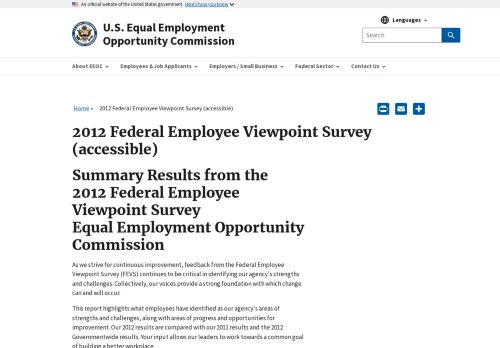 An official website of the United States government Here's how you know
U.S. Equal Employment
Opportunity Commission
Languages
Search
About EEOC
Employees & Job Applicants
Employers / Small Business
Federal Sector
Contact Us
Home » 2012 Federal Employee Viewpoint Survey (accessible)
2012 Federal Employee Viewpoint Survey
(accessible)
Summary Results from the
2012 Federal Employee
Viewpoint Survey
Equal Employment Opportunity
Commission
As we strive for continuous improvement, feedback from the Federal Employee
Viewpoint Survey (FEVS) continues to be critical in identifying our agency's strengths
and challenges. Collectively, our voices provide a strong foundation with which change
can and will occur.
This report highlights what employees have identified as our agency's areas of
strengths and challenges, along with areas of progress and opportunities for
improvement. Our 2012 results are compared with our 2011 results and the 2012
Governmentwide results. Your input allows our leaders to work towards a common goal
of building a better workplace.